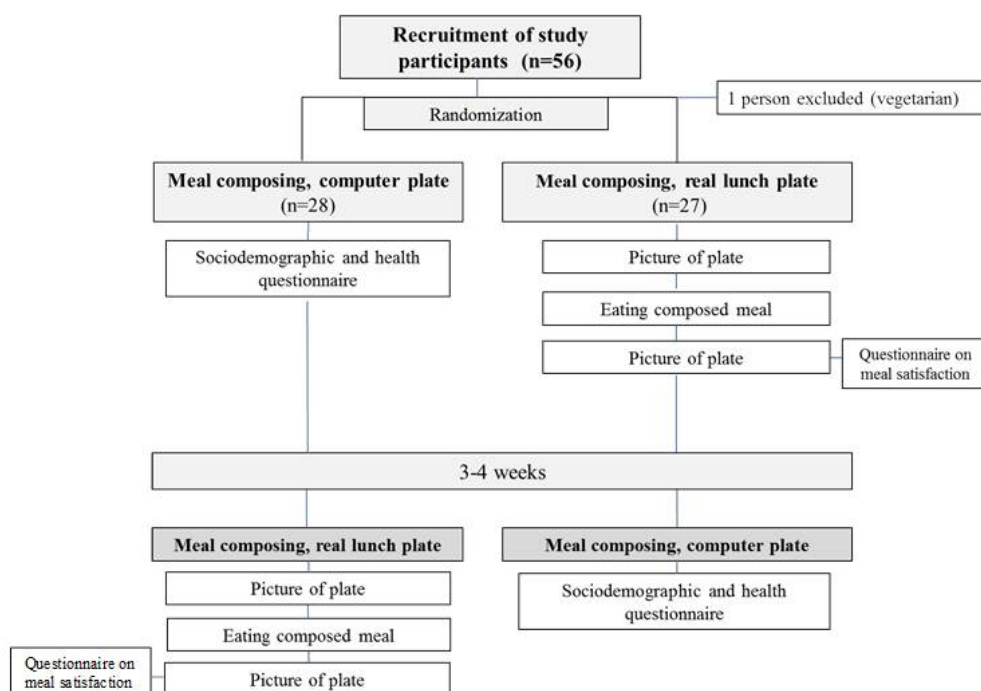 Recruitment of study
participants (n=56)
1 person excluded (vegetarian)
Randomization
Meal composing, computer plate
(n=28)
Meal composing, real lunch plate
(n=27)
Sociodemographic and health
questionnaire
Picture of plate
Eating composed meal
Picture of plate
Questionnaire on
meal satisfaction
3-4 weeks
Meal composing, real lunch plate
Meal composing, computer plate
Picture of plate
Sociodemographic and health
questionnaire
Eating composed meal
Questionnaire on
meal satisfaction
Picture of plate